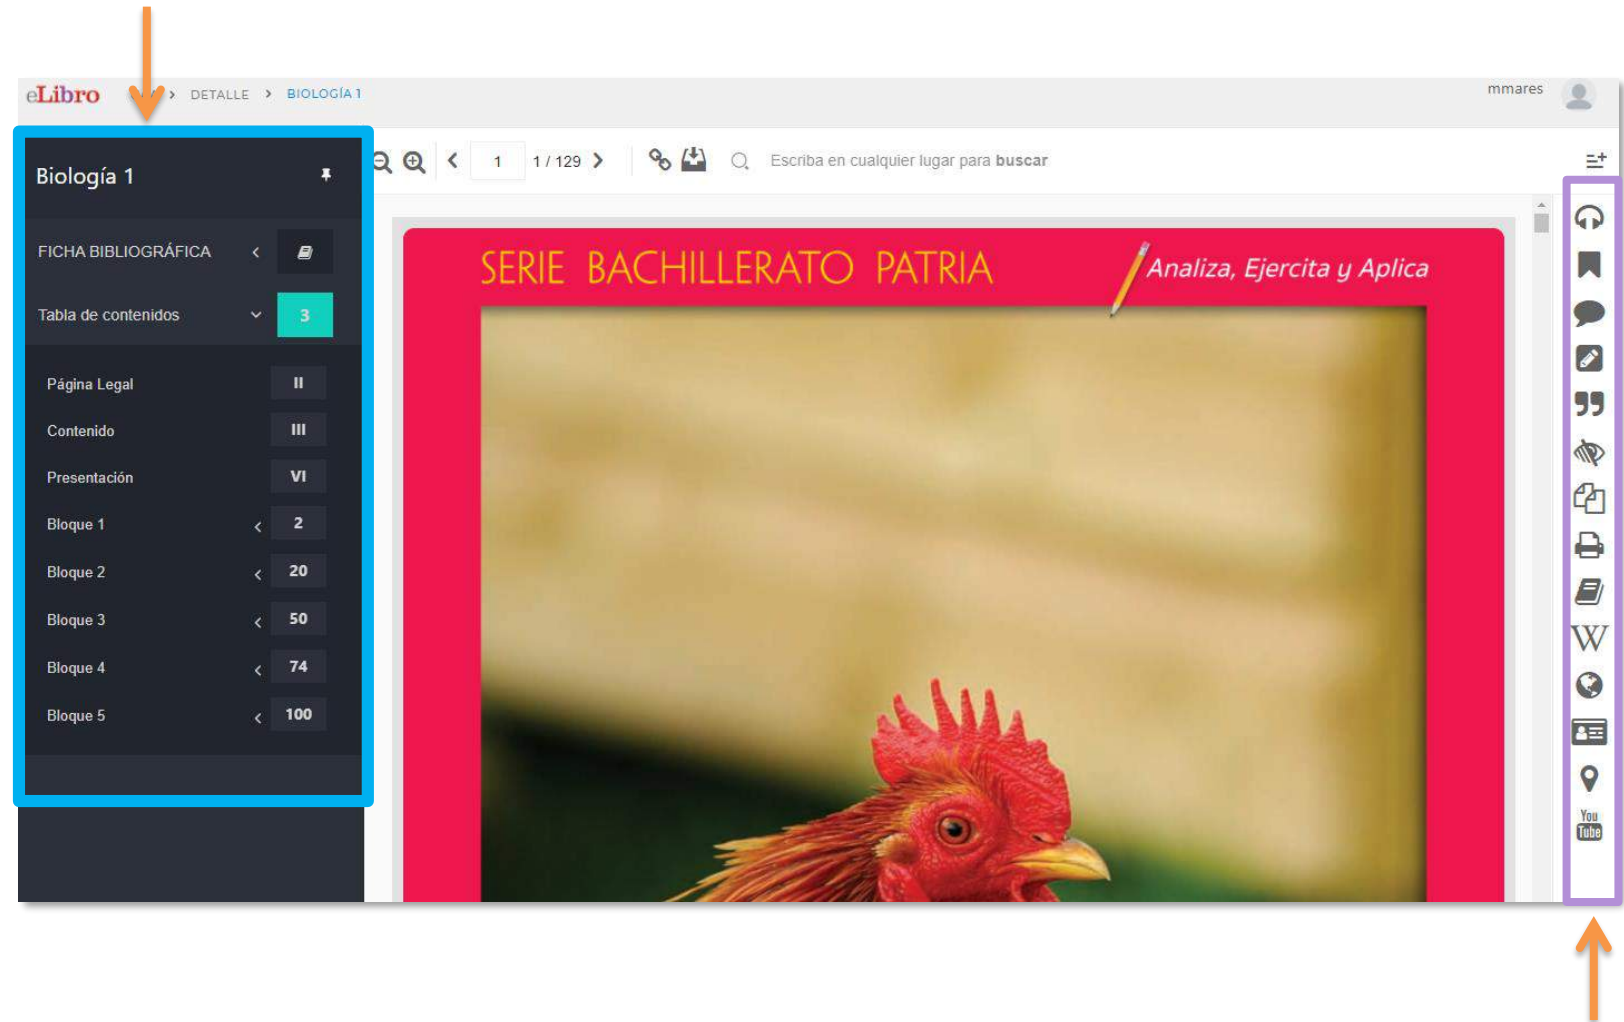 eLibro > DETALLE > BIOLOGÍA 1
mmares
Biología 1
1 1 / 129
Escriba en cualquier lugar para buscar
FICHA BIBLIOGRÁFICA
Tabla de contenidos 3
Página Legal II
Contenido III
Presentación VI
Bloque 1 2
Bloque 2 20
Bloque 3 50
Bloque 4 74
Bloque 5 100
SERIE BACHILLERATO PATRIA
Analiza, Ejercita y Aplica
W
You
Tube